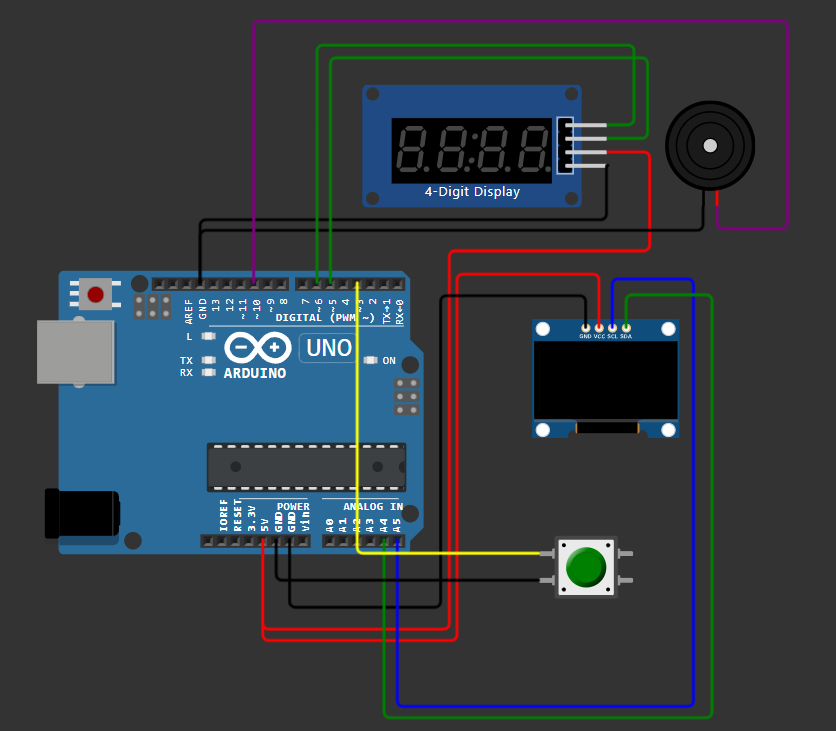 4-Digit Display
AREF
GND
13
12
~11
~10
~9
8
7
~6
~5
4
~3
2
TX→1
RX←0
DIGITAL (PWM ~)
L
TX
RX
UNO
ARDUINO
ON
GND VCC SCL SDA
POWER
ANALOG IN
IOREF
RESET
3.3V
5V
GND
GND
Vin
A0
A1
A2
A3
A4
A5